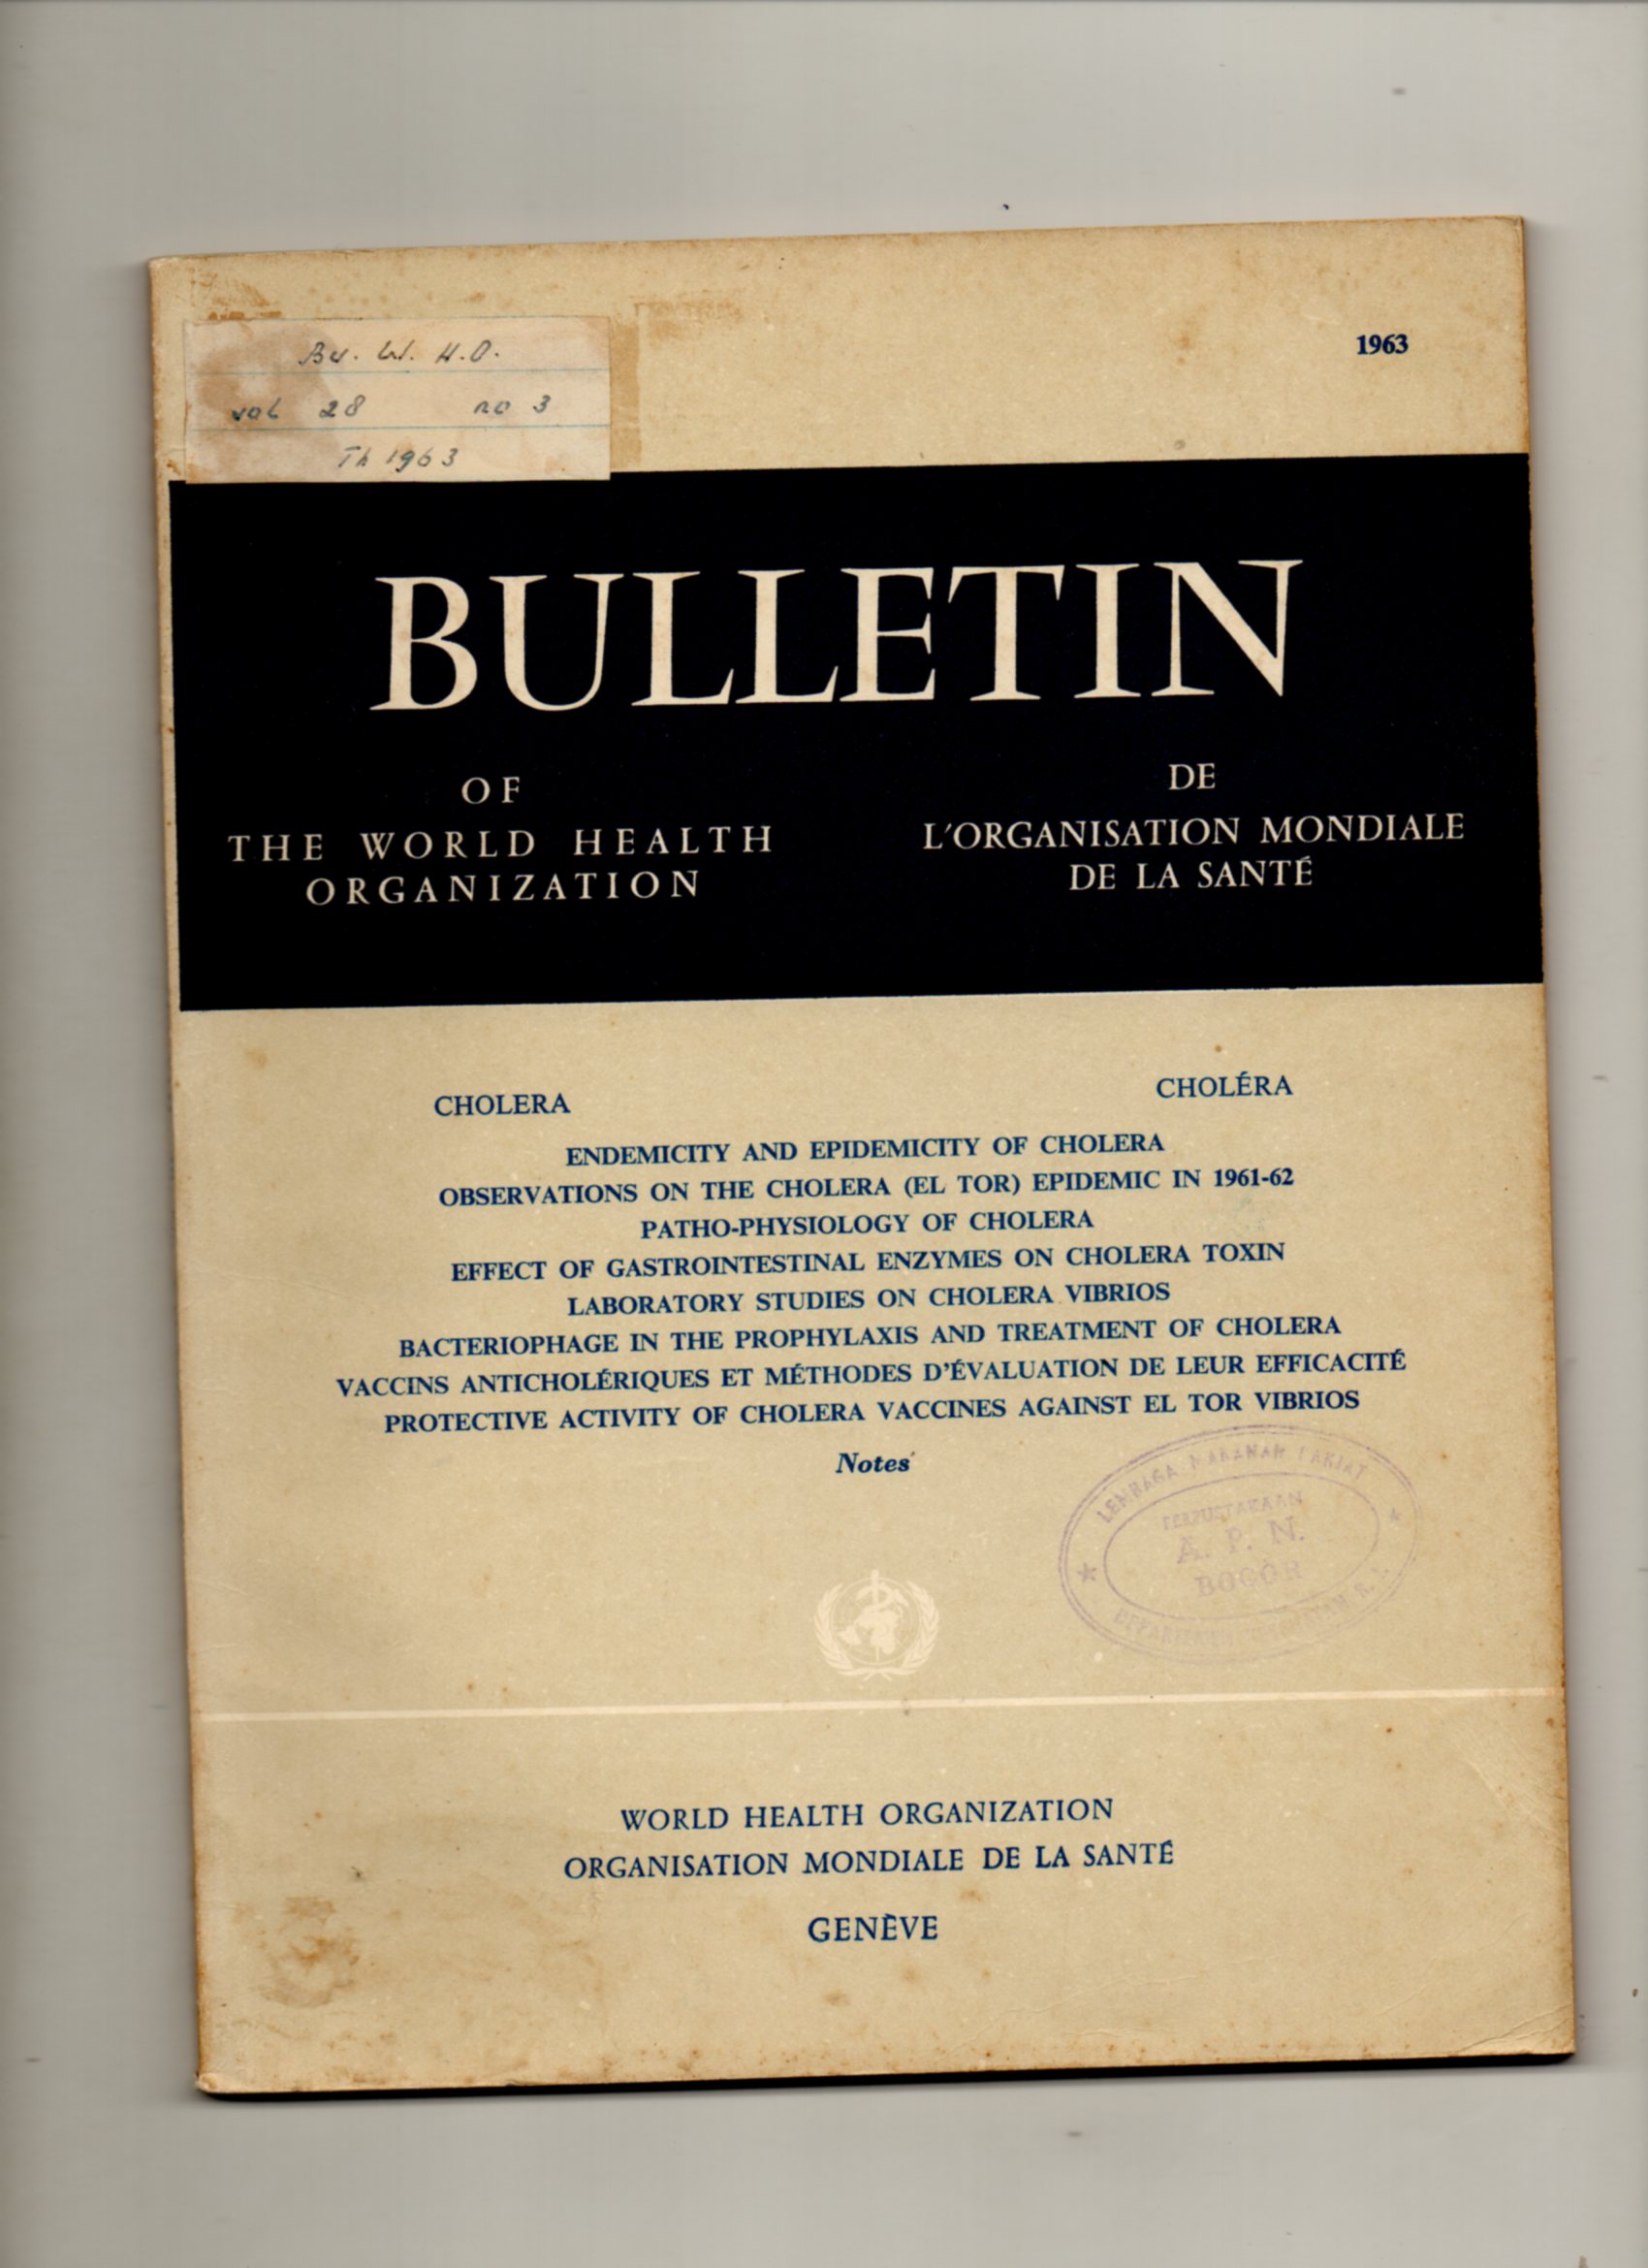 Bu. W. H.O.
vol 28 no 3
Th 1963
1963
BULLETIN
OF
THE WORLD HEALTH
ORGANIZATION
DE
L'ORGANISATION MONDIALE
DE LA SANTÉ
CHOLERA
CHOLÉRA
ENDEMICITY AND EPIDEMICITY OF CHOLERA
OBSERVATIONS ON THE CHOLERA (EL TOR) EPIDEMIC IN 1961-62
PATHO-PHYSIOLOGY OF CHOLERA
EFFECT OF GASTROINTESTINAL ENZYMES ON CHOLERA TOXIN
LABORATORY STUDIES ON CHOLERA VIBRIOS
BACTERIOPHAGE IN THE PROPHYLAXIS AND TREATMENT OF CHOLERA
VACCINS ANTICHOLÉRIQUES ET MÉTHODES D'ÉVALUATION DE LEUR EFFICACITÉ
PROTECTIVE ACTIVITY OF CHOLERA VACCINES AGAINST EL TOR VIBRIOS
Notes
LEMBAGA MAKANAN RAKJAT
PERPUSTAKAAN
A. P. N.
BOGOR
WORLD HEALTH ORGANIZATION
ORGANISATION MONDIALE DE LA SANTÉ
GENÈVE